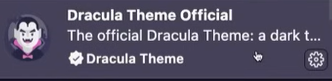 Dracula Theme Official
The official Dracula Theme: a dark t...
Dracula Theme